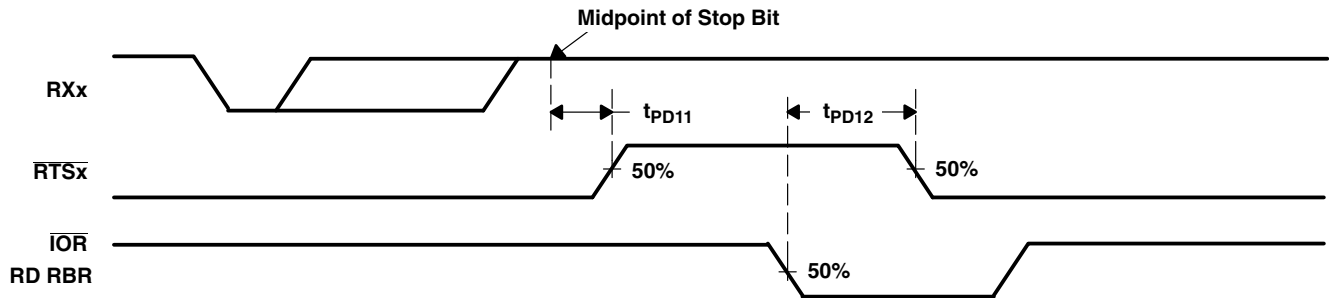 Midpoint of Stop Bit
RXx
tPD11
tPD12
RTSx
50%
50%
IOR
RD RBR
50%